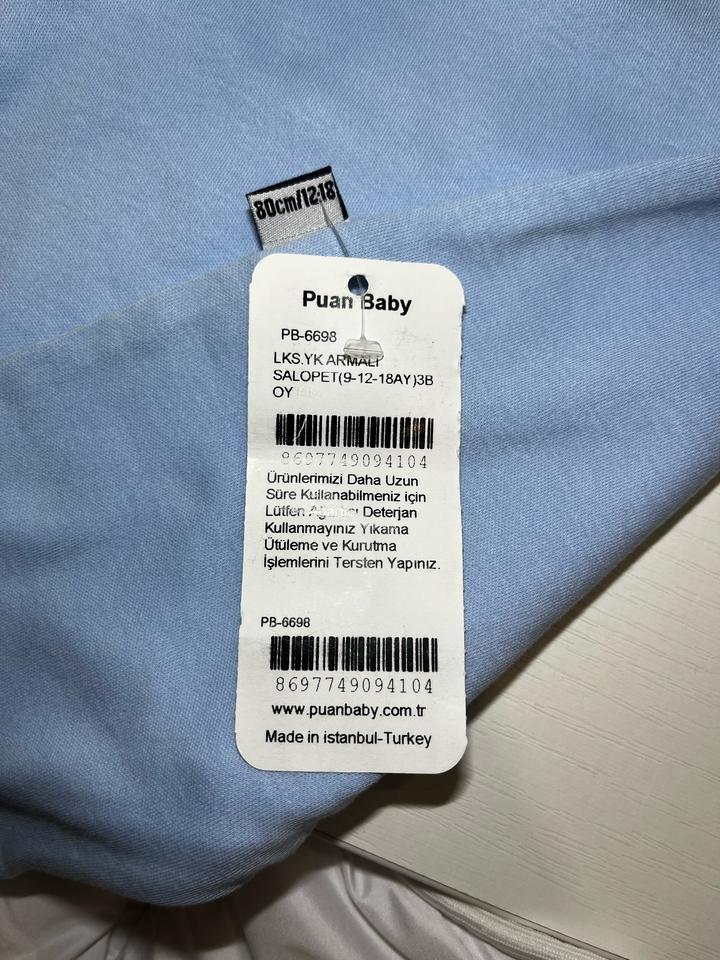 80cm/12-18
Puan Baby
PB-6698
LKS.YK ARMALI
SALOPET(9-12-18AY)3B
OY
8697749094104
Ürünlerimizi Daha Uzun
Süre Kullanabilmeniz için
Lütfen Deterjan
Kullanmayınız Yıkama
Ütüleme ve Kurutma
İşlemlerini Tersten Yapınız.
PB-6698
8697749094104
www.puanbaby.com.tr
Made in istanbul-Turkey